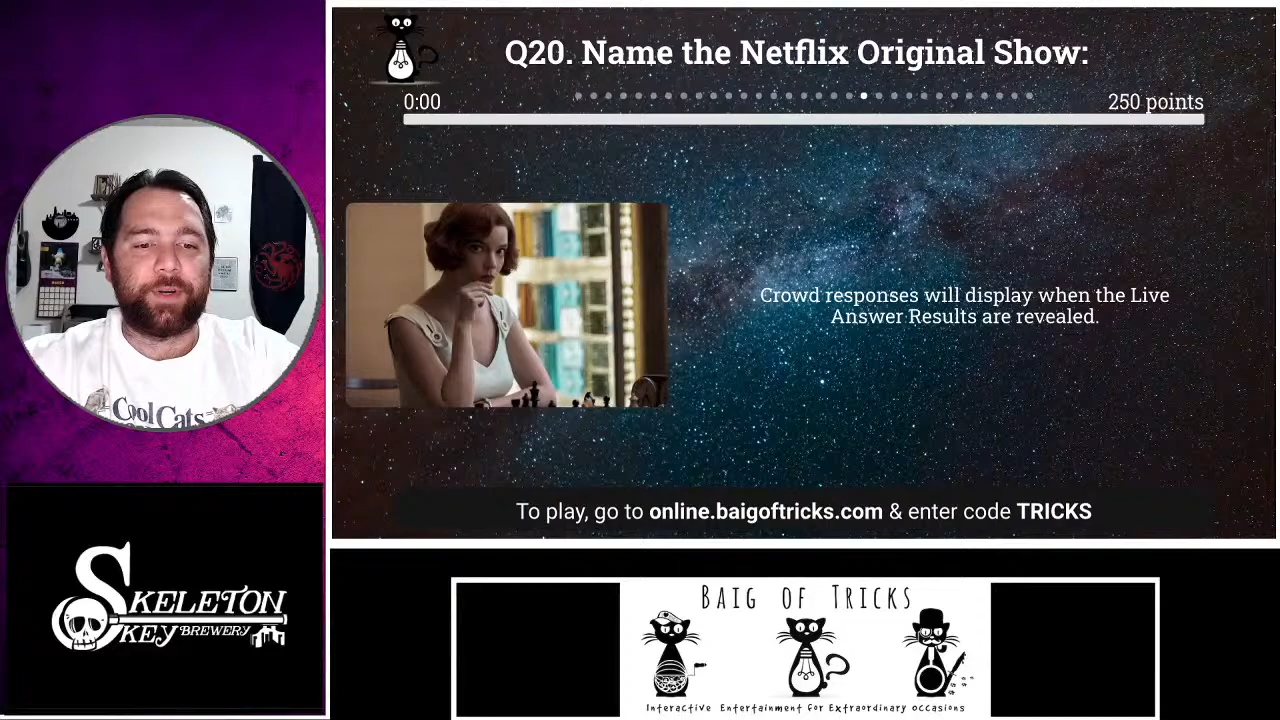 Q20. Name the Netflix Original Show:
0:00
250 points
Crowd responses will display when the Live
Answer Results are revealed.
To play, go to online.baigoftricks.com & enter code TRICKS
Cool Cats
SKELETON
KEY BREWERY
BAIG OF TRICKS
Interactive Entertainment for Extraordinary occasions